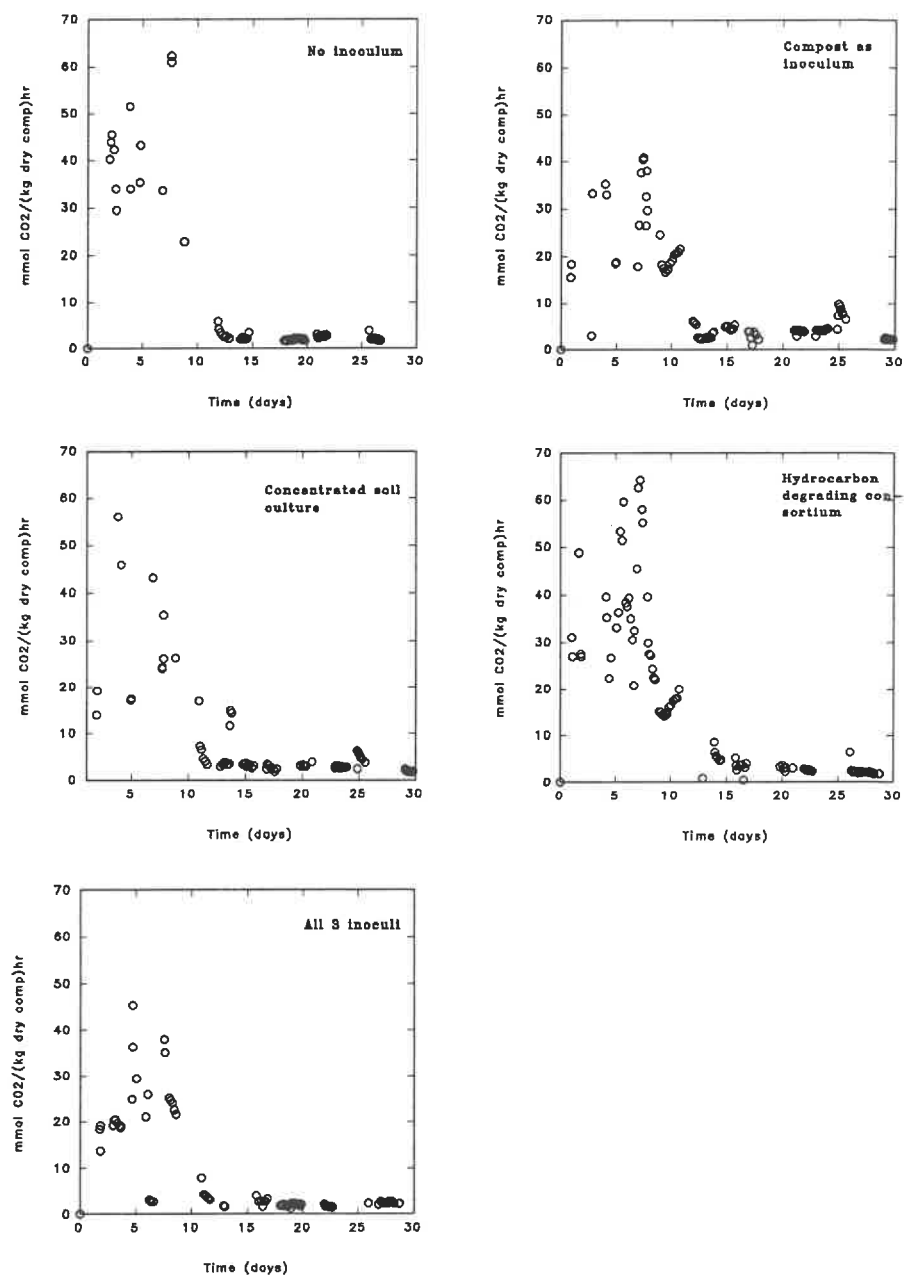 70
60
50
40
30
20
10
0
mmol CO2/(kg dry comp)hr
No inoculum
0 5 10 15 20 25 30
Time (days)
70
60
50
40
30
20
10
0
mmol CO2/(kg dry comp)hr
Compost as
inoculum
0 5 10 15 20 25 30
Time (days)
70
60
50
40
30
20
10
0
mmol CO2/(kg dry comp)hr
Concentrated soil
culture
5 10 15 20 25 30
Time (days)
70
60
50
40
30
20
10
0
mmol CO2/(kg dry comp)hr
Hydrocarbon
degrading con-
sortium
0 5 10 15 20 25 30
Time (days)
70
60
50
40
30
20
10
0
mmol CO2/(kg dry comp)hr
All 3 inoculi
0 5 10 15 20 25 30
Time (days)